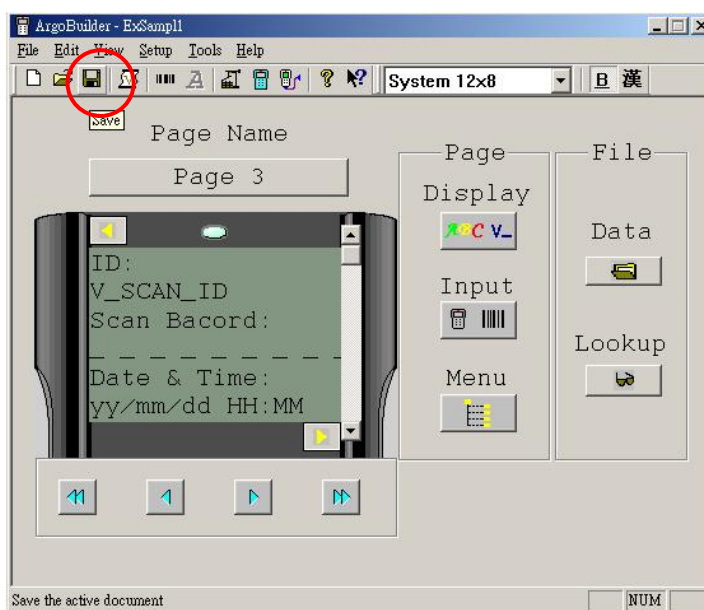 ArgoBuilder - ExSampl1
File Edit View Setup Tools Help
System 12x8 B 漢
Save
Page Name
Page 3
ID:
V_SCAN_ID
Scan Bacord:
_ _ _ _ _ _ _ _ _ _
Date & Time:
yy/mm/dd HH:MM
Page
Display
ABC V_
Input
Menu
File
Data
Lookup
Save the active document
NUM